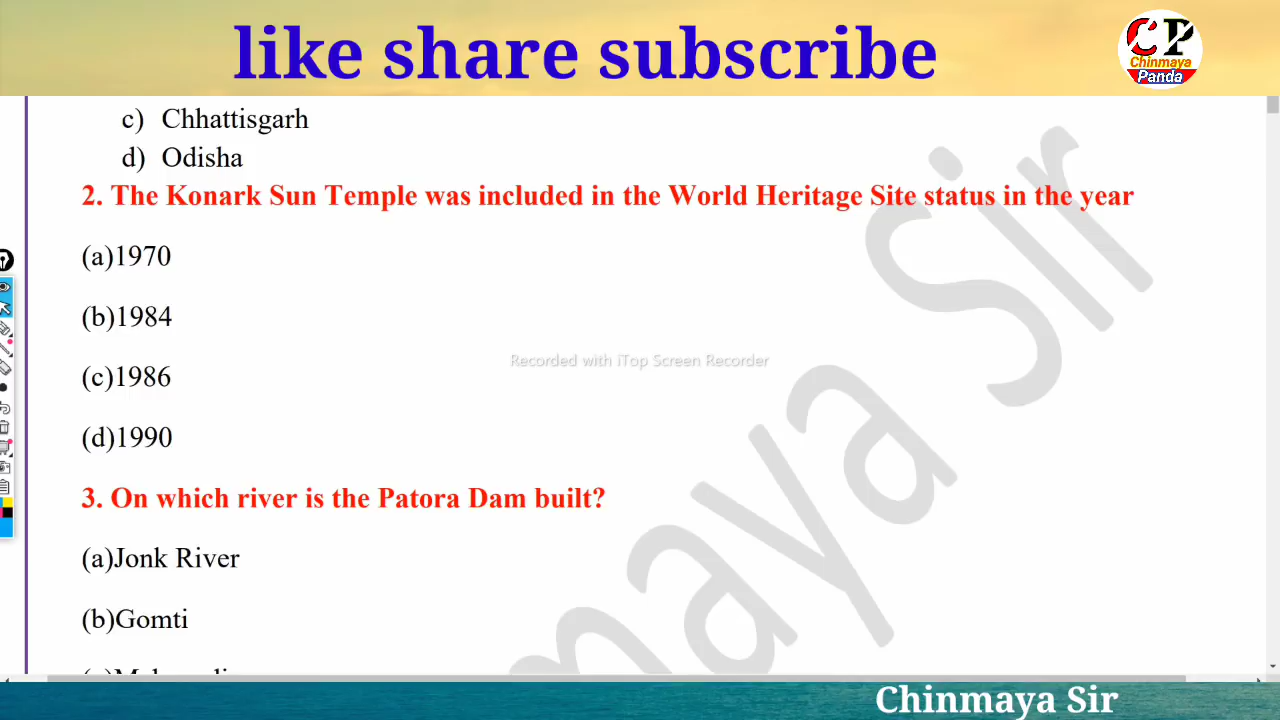 like share subscribe
CP
Chinmaya
Panda
c) Chhattisgarh
d) Odisha
2. The Konark Sun Temple was included in the World Heritage Site status in the year
(a)1970
(b)1984
Recorded with iTop Screen Recorder
(c)1986
(d)1990
3. On which river is the Patora Dam built?
(a)Jonk River
(b)Gomti
maya Sir
Chinmaya Sir